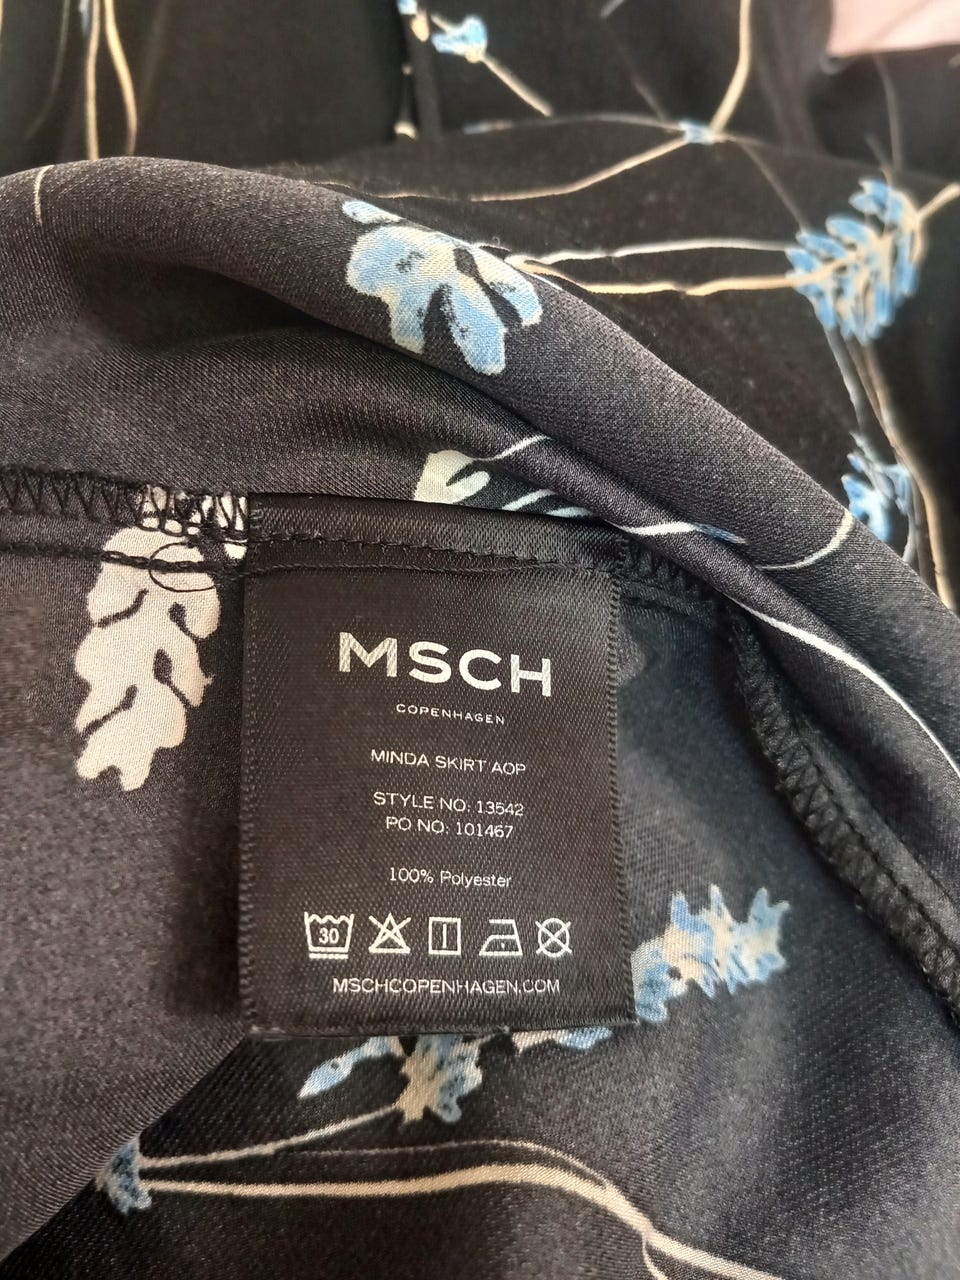 MSCH
COPENHAGEN
MINDA SKIRT AOP
STYLE NO: 13542
PO NO: 101467
100% Polyester
30
MSCHCOPENHAGEN.COM